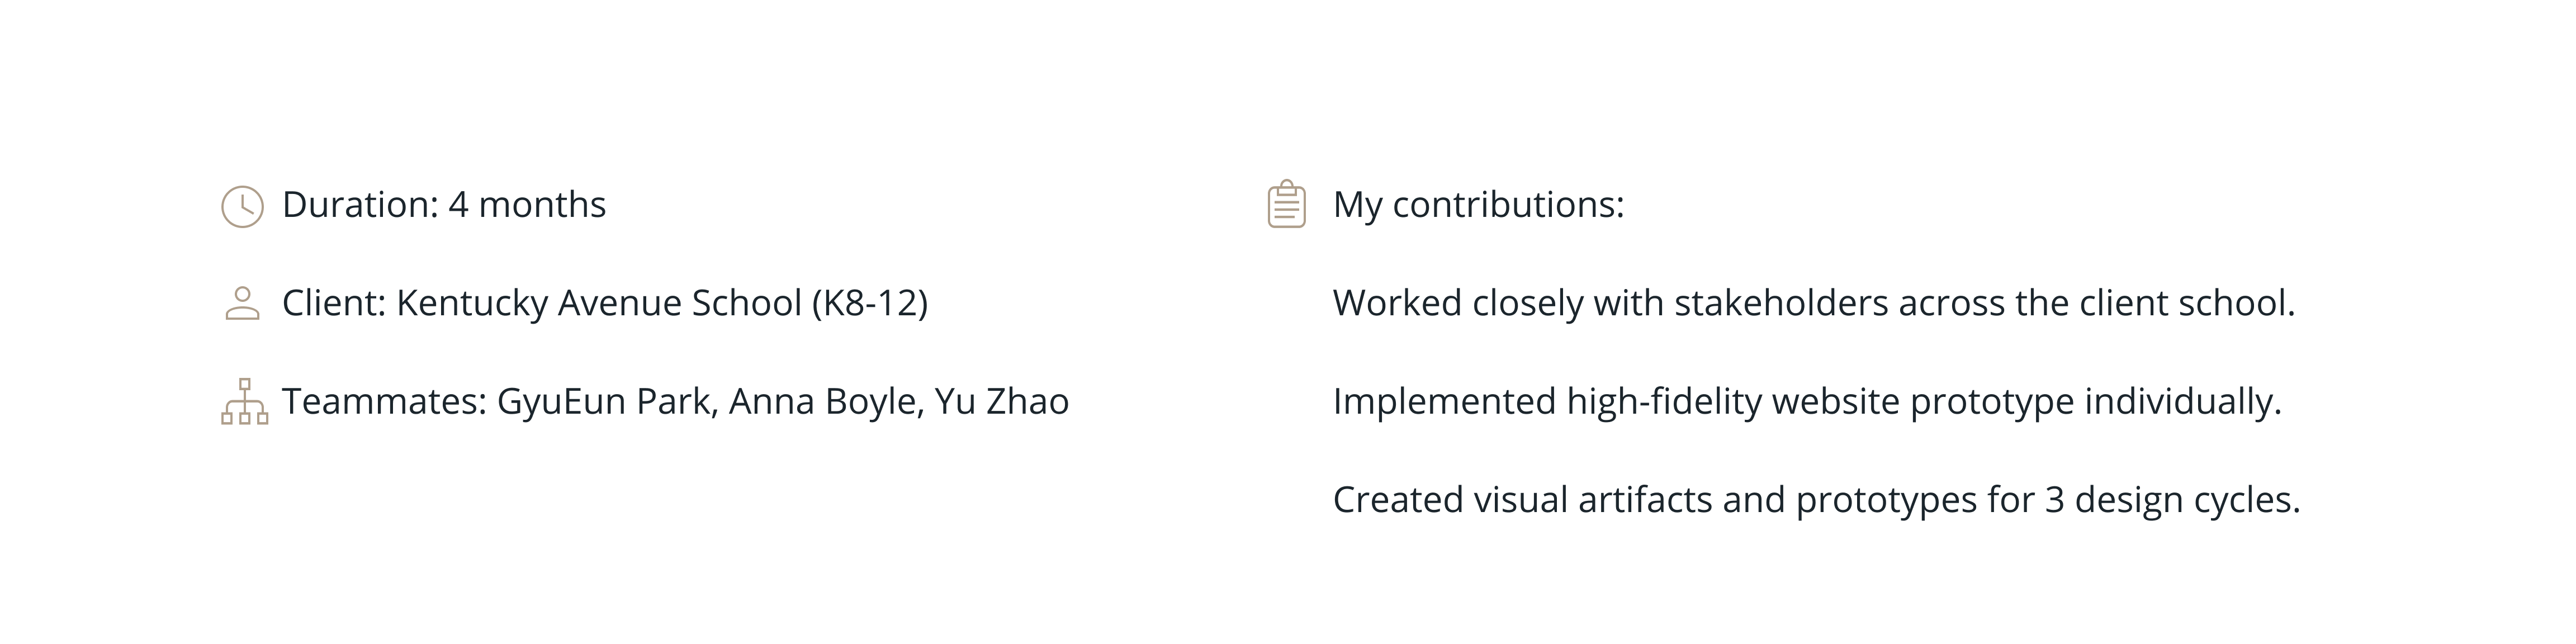 Duration: 4 months
Client: Kentucky Avenue School (K8-12)
Teammates: GyuEun Park, Anna Boyle, Yu Zhao
My contributions:
Worked closely with stakeholders across the client school.
Implemented high-fidelity website prototype individually.
Created visual artifacts and prototypes for 3 design cycles.